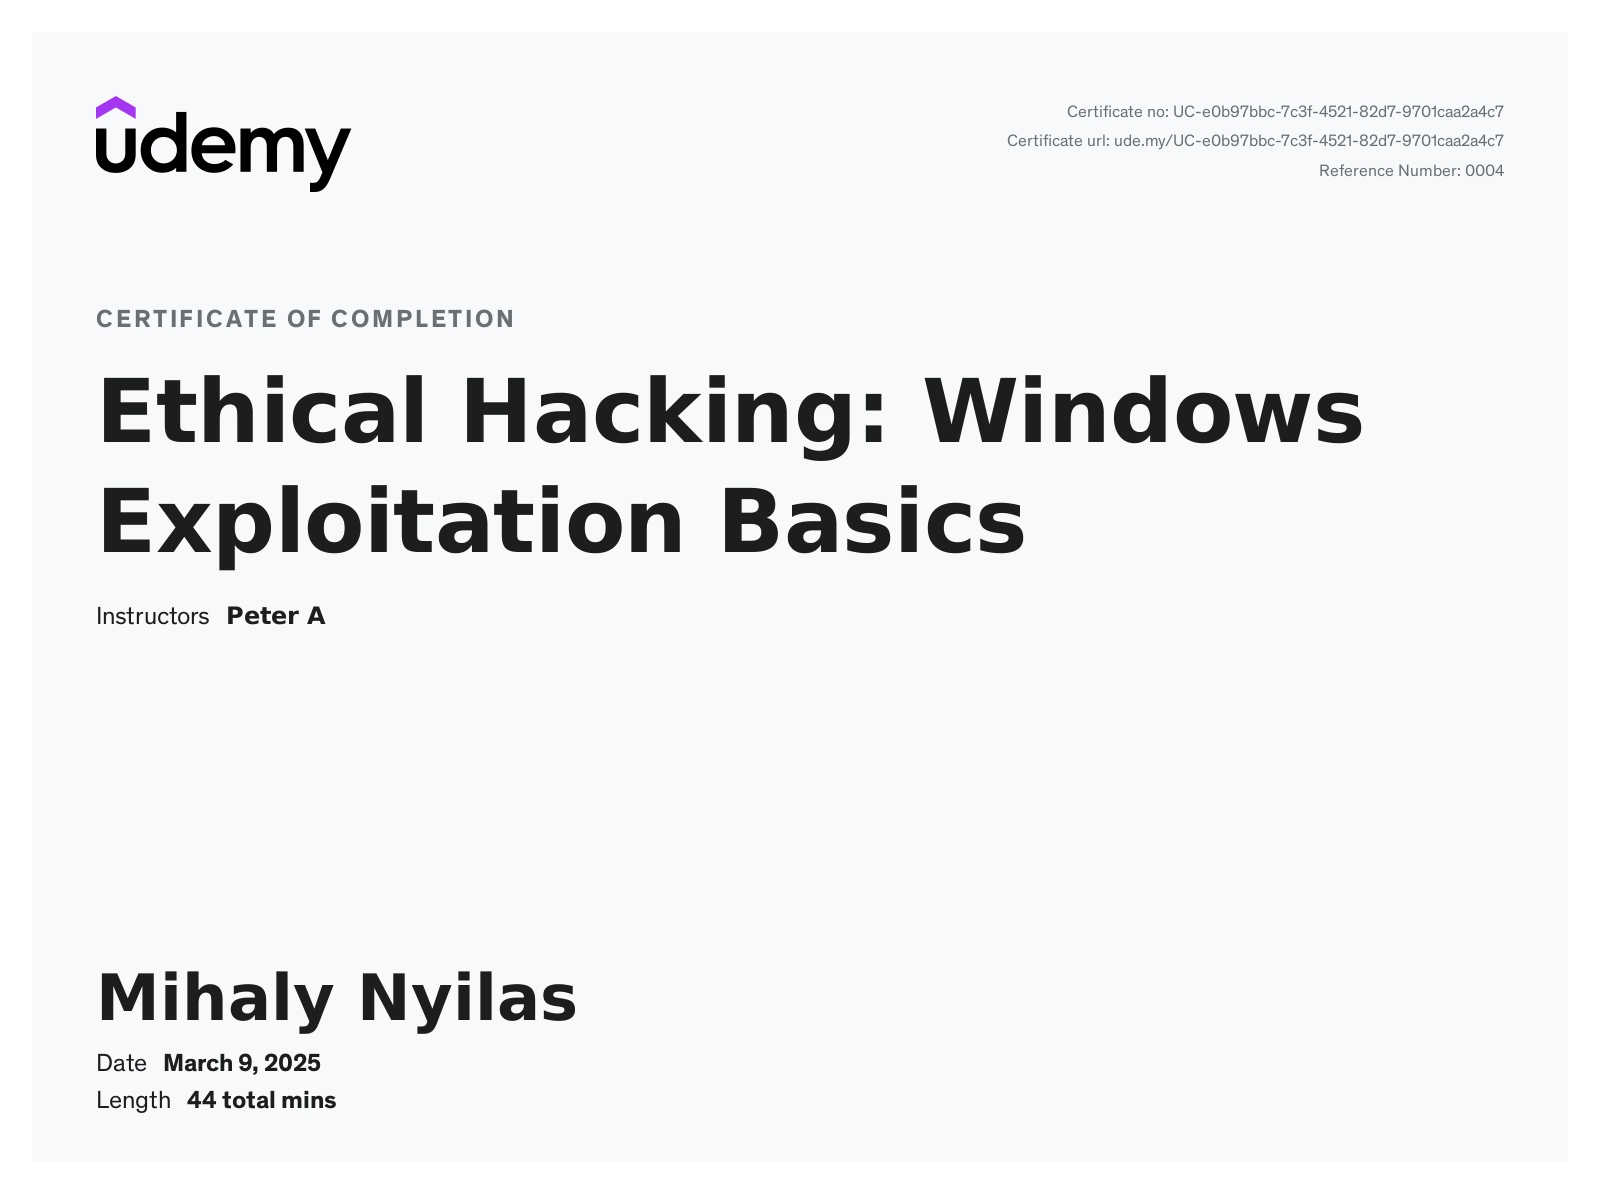 udemy
Certificate no: UC-e0b97bbc-7c3f-4521-82d7-9701caa2a4c7
Certificate url: ude.my/UC-e0b97bbc-7c3f-4521-82d7-9701caa2a4c7
Reference Number: 0004
CERTIFICATE OF COMPLETION
Ethical Hacking: Windows
Exploitation Basics
Instructors Peter A
Mihaly Nyilas
Date March 9, 2025
Length 44 total mins